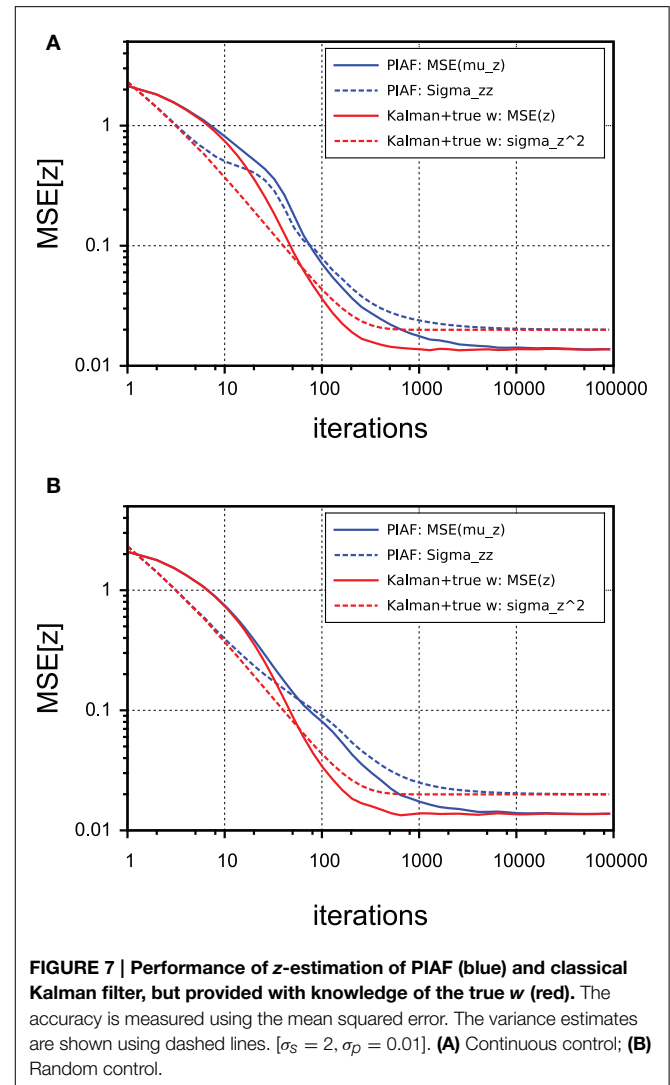 A
PIAF: MSE(mu_z)
PIAF: Sigma_zz
Kalman+true w: MSE(z)
Kalman+true w: sigma_z^2
MSE[z]
1
0.1
0.01
1 10 100 1000 10000 100000
iterations
B
PIAF: MSE(mu_z)
PIAF: Sigma_zz
Kalman+true w: MSE(z)
Kalman+true w: sigma_z^2
MSE[z]
1
0.1
0.01
1 10 100 1000 10000 100000
iterations
FIGURE 7 | Performance of z-estimation of PIAF (blue) and classical
Kalman filter, but provided with knowledge of the true w (red). The
accuracy is measured using the mean squared error. The variance estimates
are shown using dashed lines. [σs = 2, σp = 0.01]. (A) Continuous control; (B)
Random control.